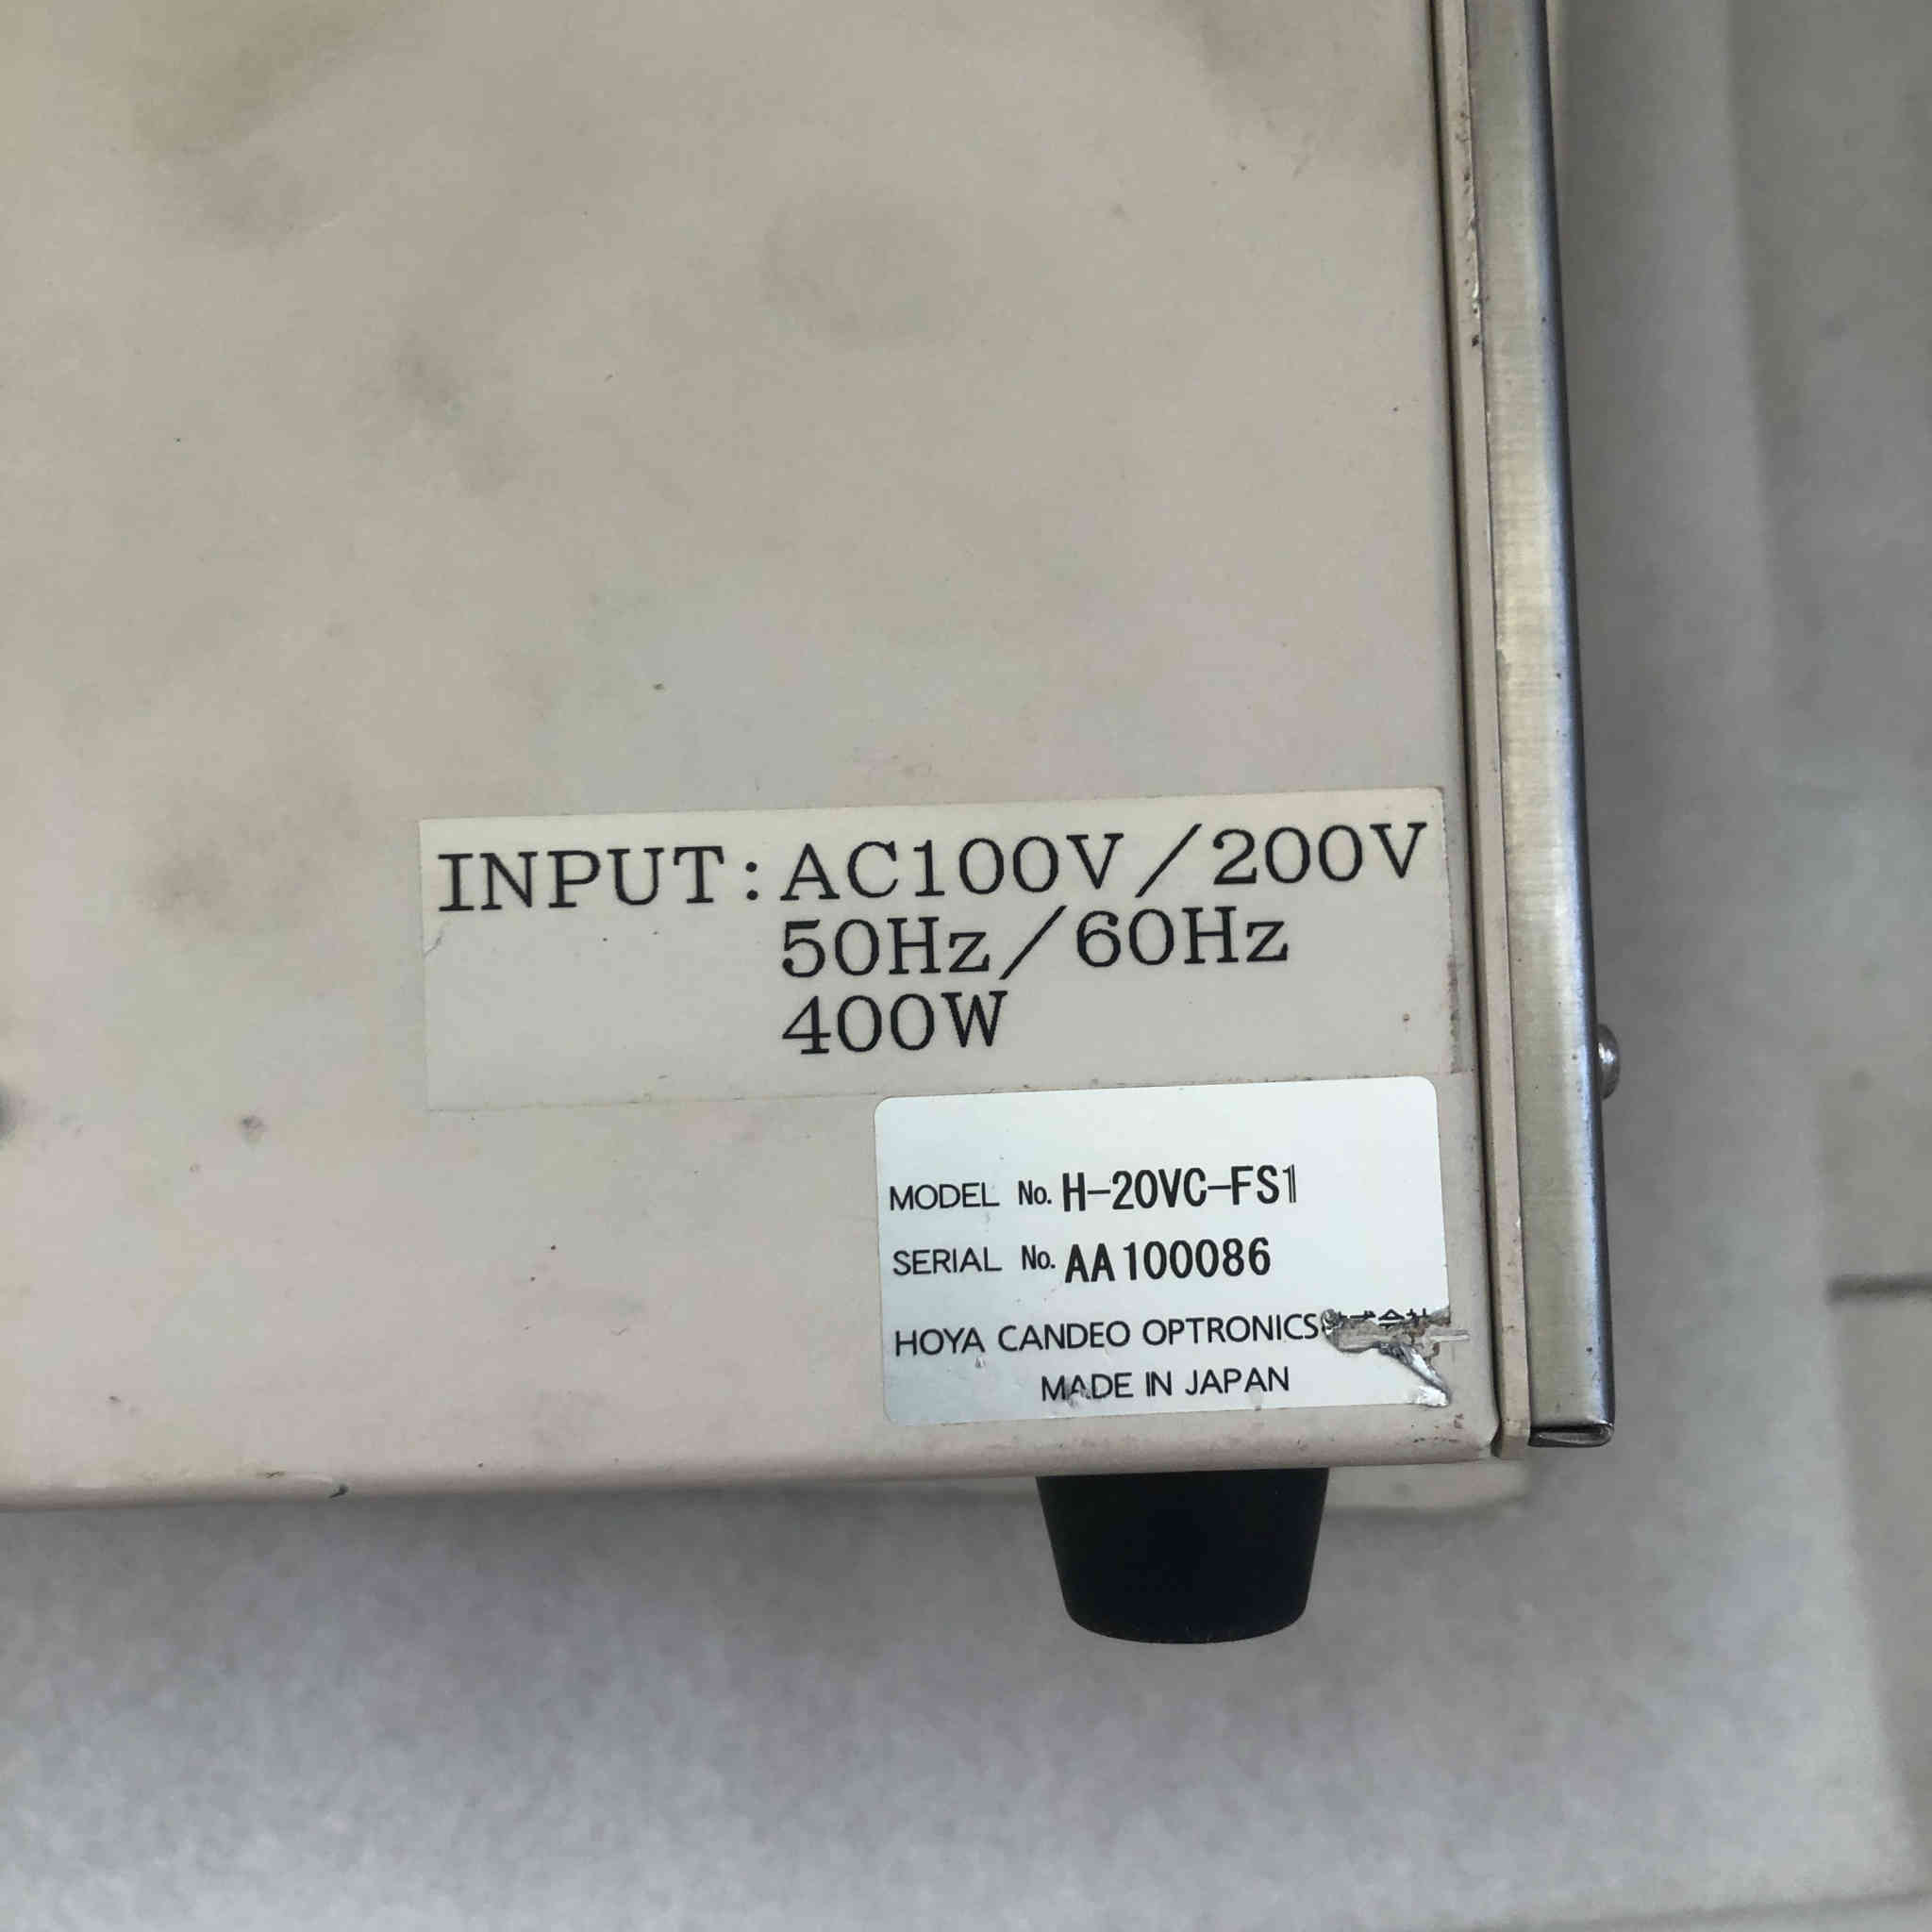 INPUT:AC100V/200V
50Hz/60Hz
400W
MODEL No. H-20VC-FS1
SERIAL No. AA100086
HOYA CANDEO OPTRONICS
MADE IN JAPAN